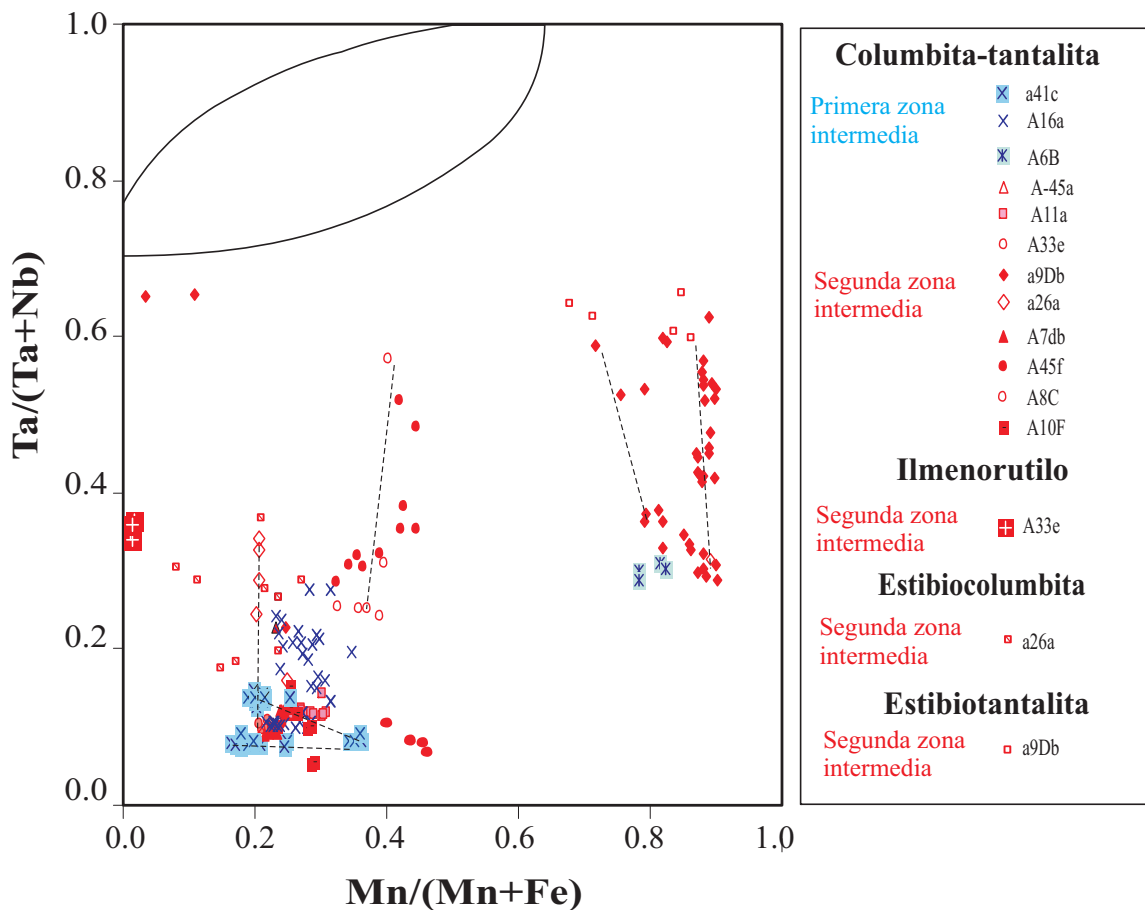 1.0
0.8
0.6
0.4
0.2
0.0
Ta/(Ta+Nb)
0.0
0.2
0.4
0.6
0.8
1.0
Mn/(Mn+Fe)
Columbita-tantalita
Primera zona
intermedia
a41c
A16a
A6B
A-45a
A11a
A33e
Segunda zona
intermedia
a9Db
a26a
A7db
A45f
A8C
A10F
Ilmenorutilo
Segunda zona
intermedia
A33e
Estibiocolumbita
Segunda zona
intermedia
a26a
Estibiotantalita
Segunda zona
intermedia
a9Db